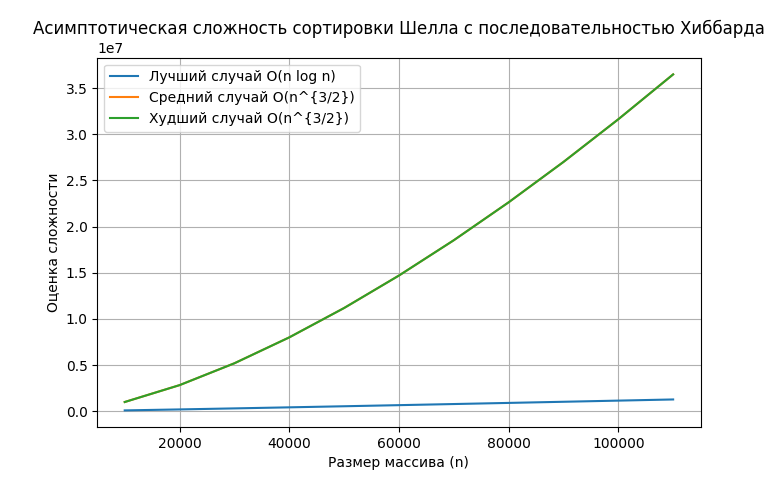 Асимптотическая сложность сортировки Шелла с последовательностью Хиббарда
1e7
Лучший случай O(n log n)
Средний случай O(n^{3/2})
Худший случай O(n^{3/2})
3.5
3.0
2.5
2.0
1.5
1.0
0.5
0.0
Оценка сложности
20000 40000 60000 80000 100000
Размер массива (n)